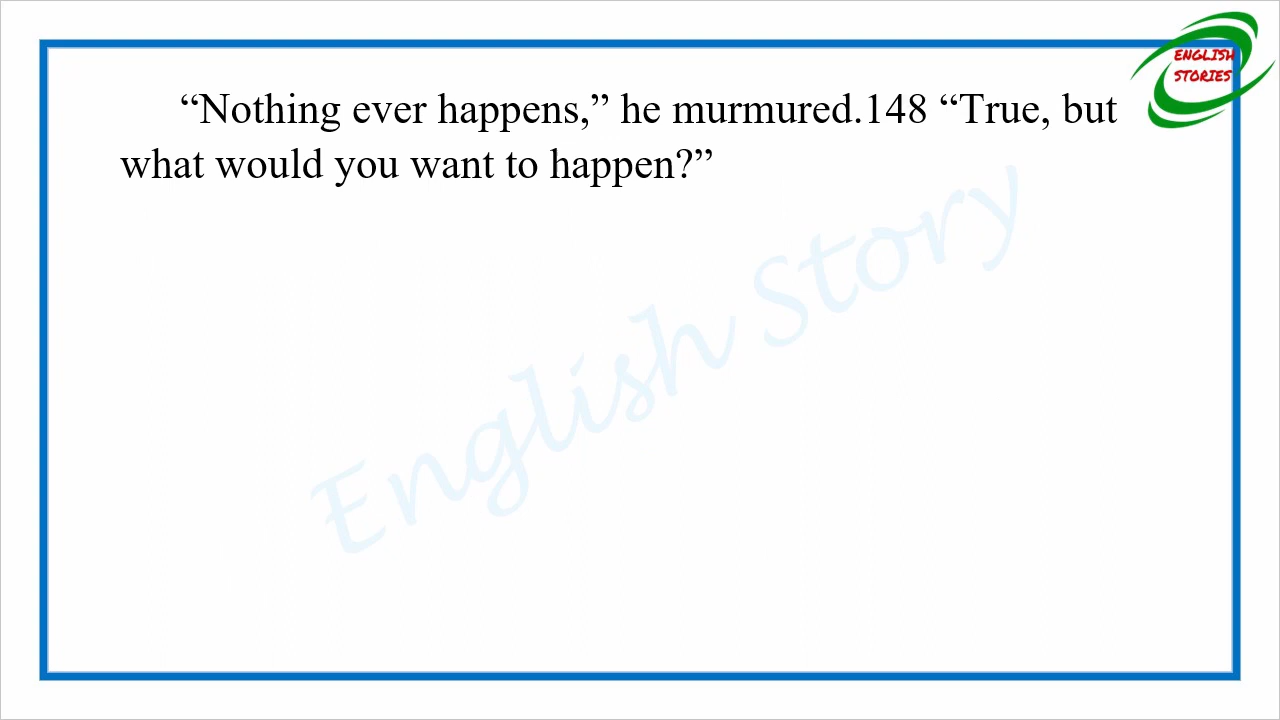 ENGLISH
STORIES
“Nothing ever happens,” he murmured.148 “True, but
what would you want to happen?”
English Story